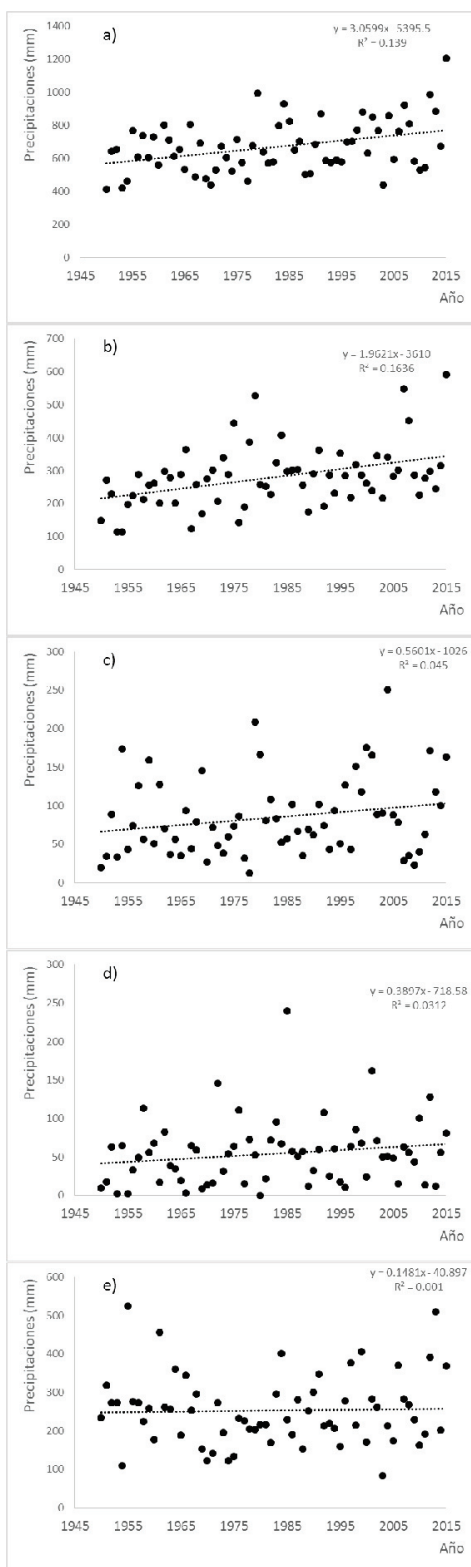 a)
y = 3.0599x - 5395.5
R² = 0.139
Precipitaciones (mm)
1400
1200
1000
800
600
400
200
0
1945 1955 1965 1975 1985 1995 2005 2015
Año
b)
y = 1.9621x - 3610
R² = 0.1636
Precipitaciones (mm)
700
600
500
400
300
200
100
0
1945 1955 1965 1975 1985 1995 2005 2015
Año
c)
y = 0.5601x - 1026
R² = 0.045
Precipitaciones (mm)
300
250
200
150
100
50
0
1945 1955 1965 1975 1985 1995 2005 2015
Año
d)
y = 0.3897x - 718.58
R² = 0.0312
Precipitaciones (mm)
300
250
200
150
100
50
0
1945 1955 1965 1975 1985 1995 2005 2015
Año
e)
y = 0.1481x - 40.897
R² = 0.001
Precipitaciones (mm)
600
500
400
300
200
100
0
1945 1955 1965 1975 1985 1995 2005 2015
Año